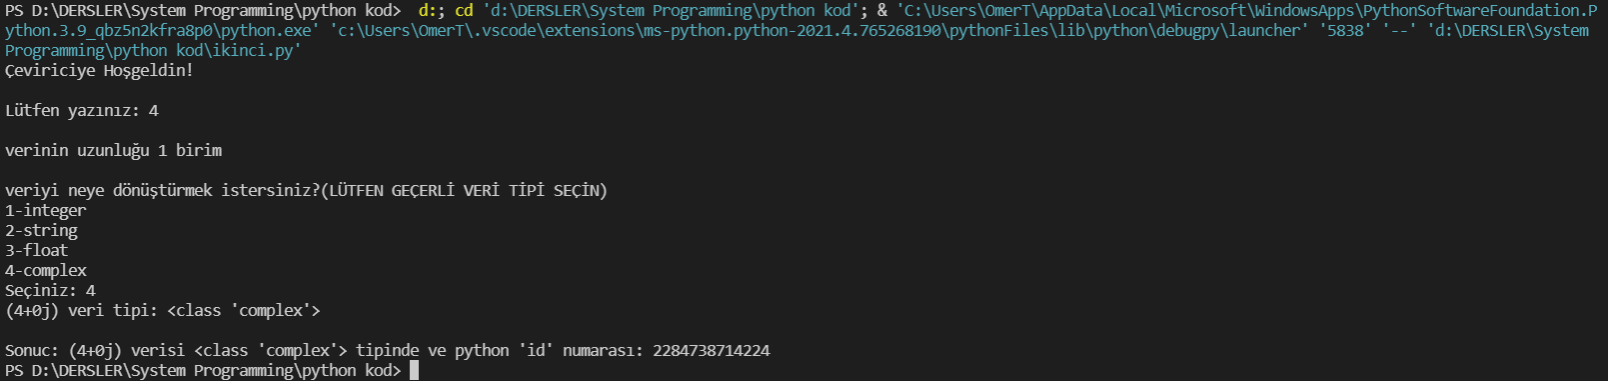 PS D:\DERSLER\System Programming\python kod>  d:; cd 'd:\DERSLER\System Programming\python kod'; & 'C:\Users\OmerT\AppData\Local\Microsoft\WindowsApps\PythonSoftwareFoundation.P
ython.3.9_qbz5n2kfra8p0\python.exe' 'c:\Users\OmerT\.vscode\extensions\ms-python.python-2021.4.765268190\pythonFiles\lib\python\debugpy\launcher' '5838' '--' 'd:\DERSLER\System
Programming\python kod\ikinci.py'
Çeviriciye Hoşgeldin!
Lütfen yazınız: 4
verinin uzunluğu 1 birim
veriyi neye dönüştürmek istersiniz?(LÜTFEN GEÇERLİ VERİ TİPİ SEÇİN)
1-integer
2-string
3-float
4-complex
Seçiniz: 4
(4+0j) veri tipi: <class 'complex'>
Sonuc: (4+0j) verisi <class 'complex'> tipinde ve python 'id' numarası: 2284738714224
PS D:\DERSLER\System Programming\python kod>